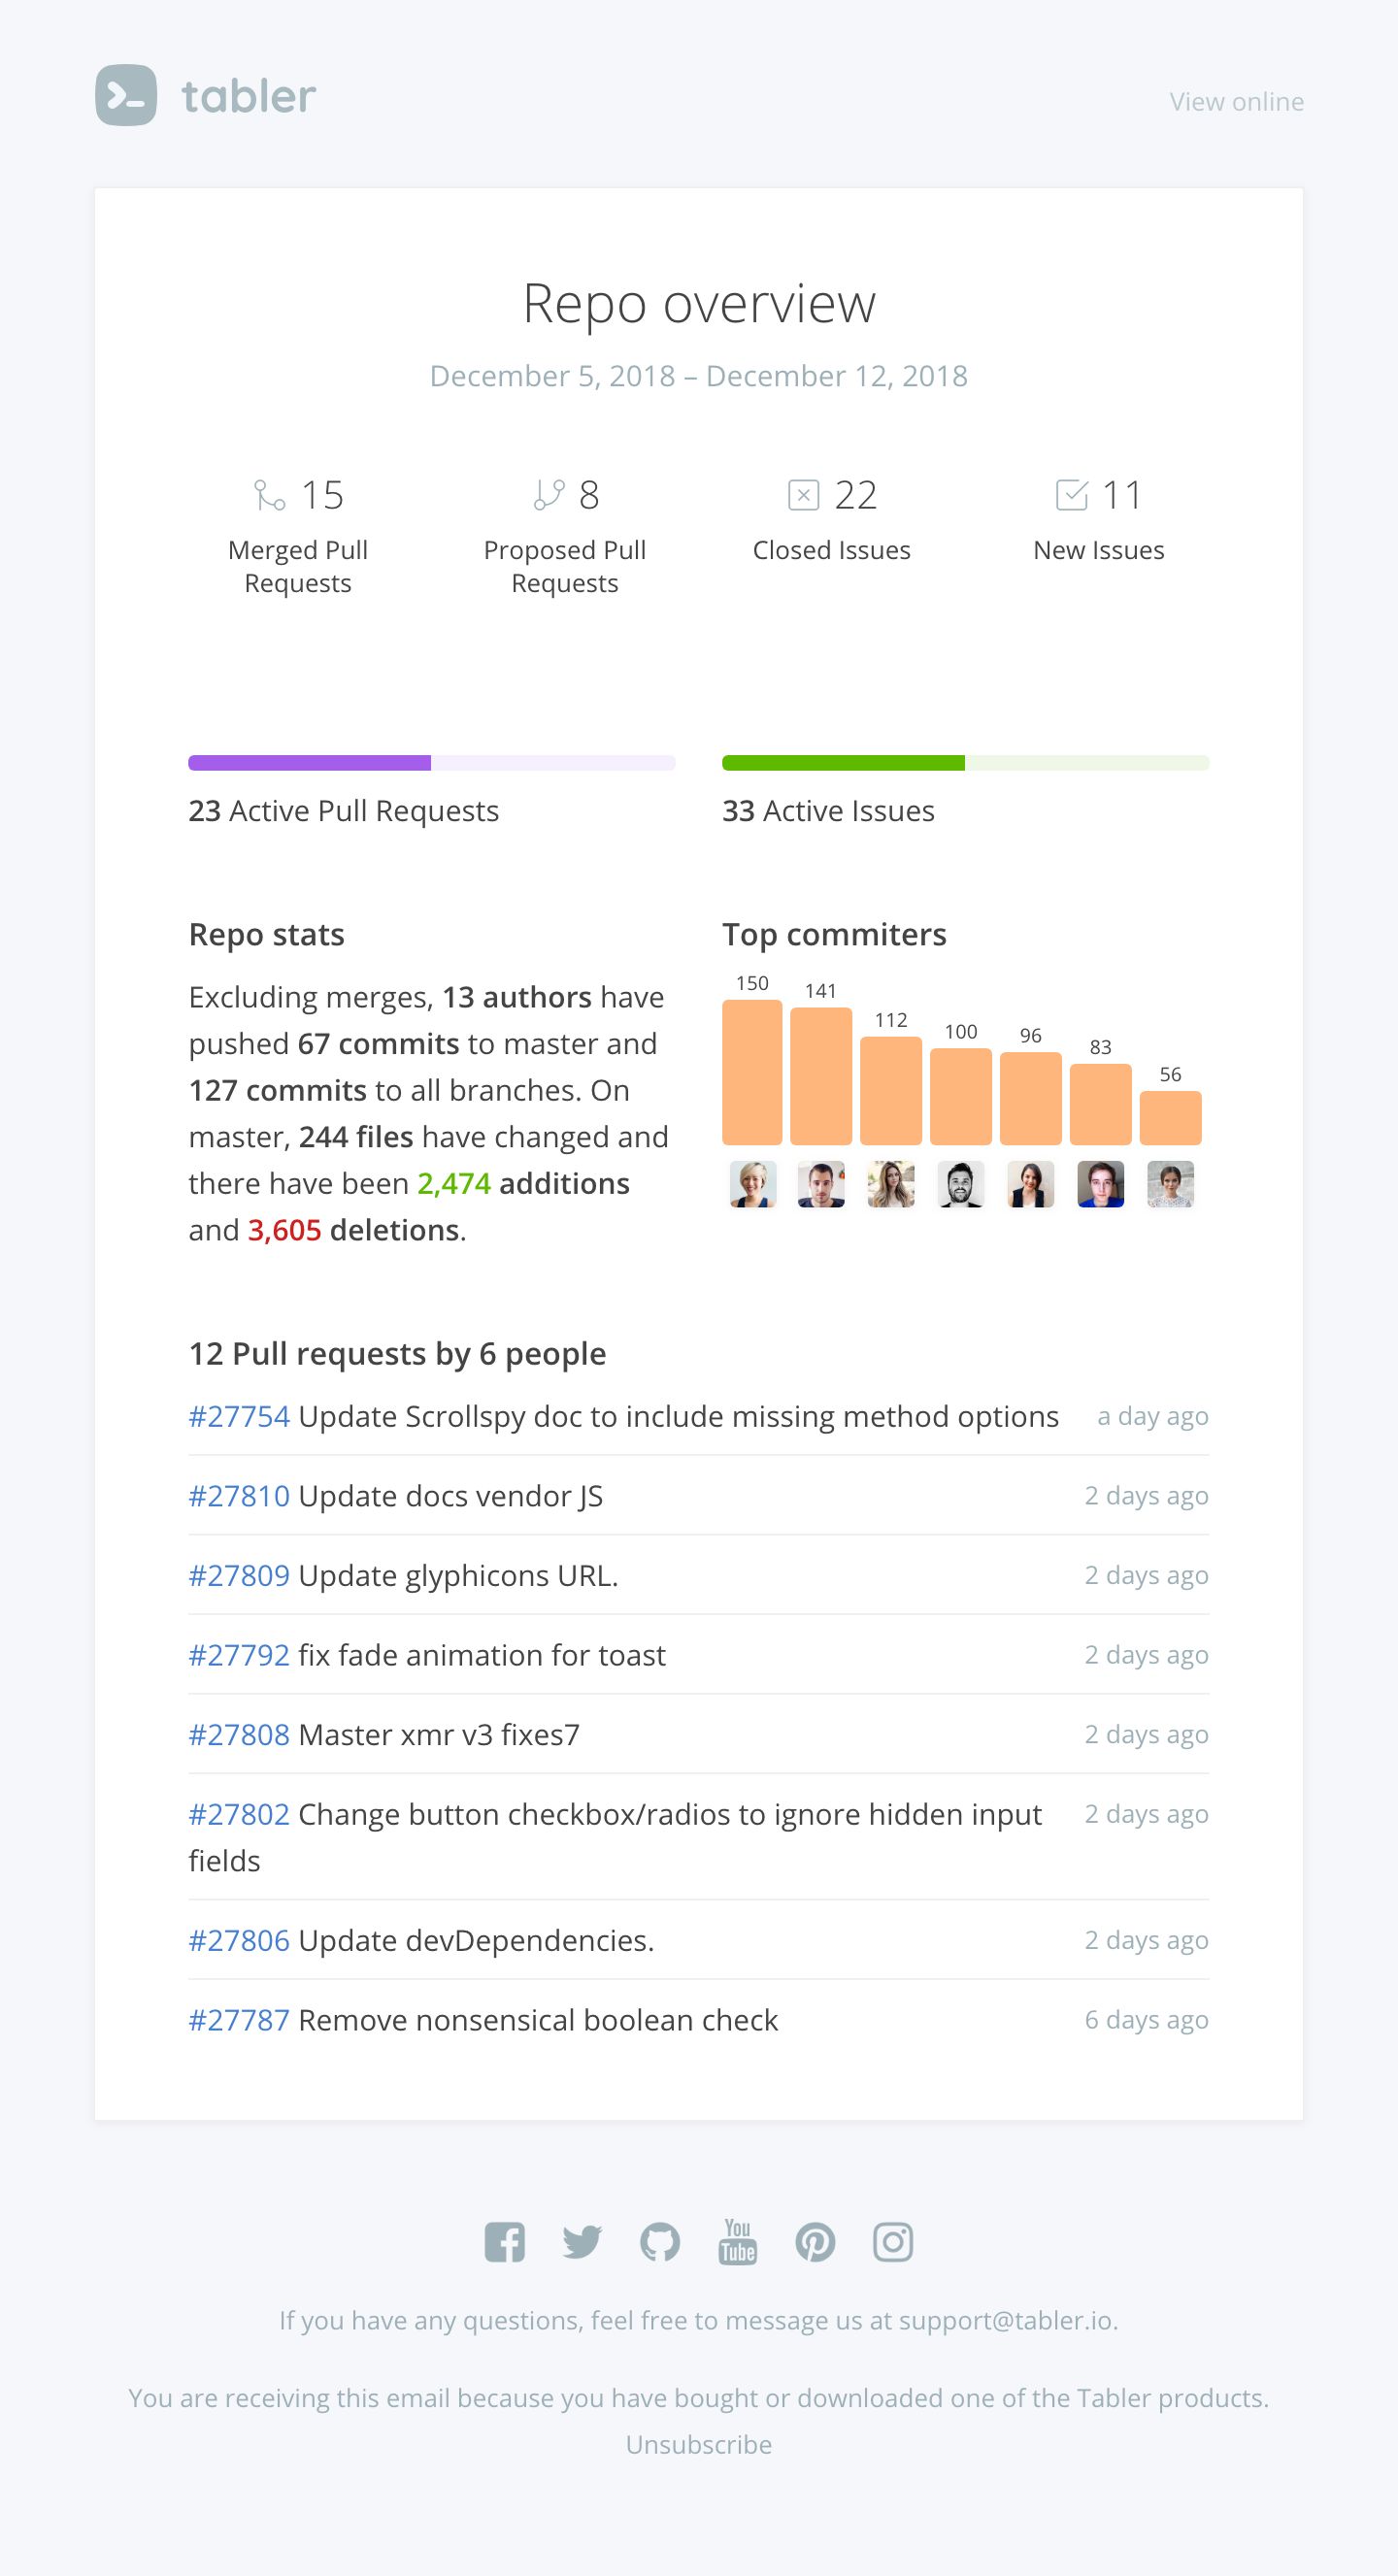 tabler
View online
Repo overview
December 5, 2018 – December 12, 2018
15
Merged Pull
Requests
8
Proposed Pull
Requests
22
Closed Issues
11
New Issues
23 Active Pull Requests
33 Active Issues
Repo stats
Excluding merges, 13 authors have
pushed 67 commits to master and
127 commits to all branches. On
master, 244 files have changed and
there have been 2,474 additions
and 3,605 deletions.
Top commiters
150
141
112
100
96
83
56
12 Pull requests by 6 people
#27754 Update Scrollspy doc to include missing method options a day ago
#27810 Update docs vendor JS 2 days ago
#27809 Update glyphicons URL. 2 days ago
#27792 fix fade animation for toast 2 days ago
#27808 Master xmr v3 fixes7 2 days ago
#27802 Change button checkbox/radios to ignore hidden input 2 days ago
fields
#27806 Update devDependencies. 2 days ago
#27787 Remove nonsensical boolean check 6 days ago
You
Tube
If you have any questions, feel free to message us at support@tabler.io.
You are receiving this email because you have bought or downloaded one of the Tabler products.
Unsubscribe